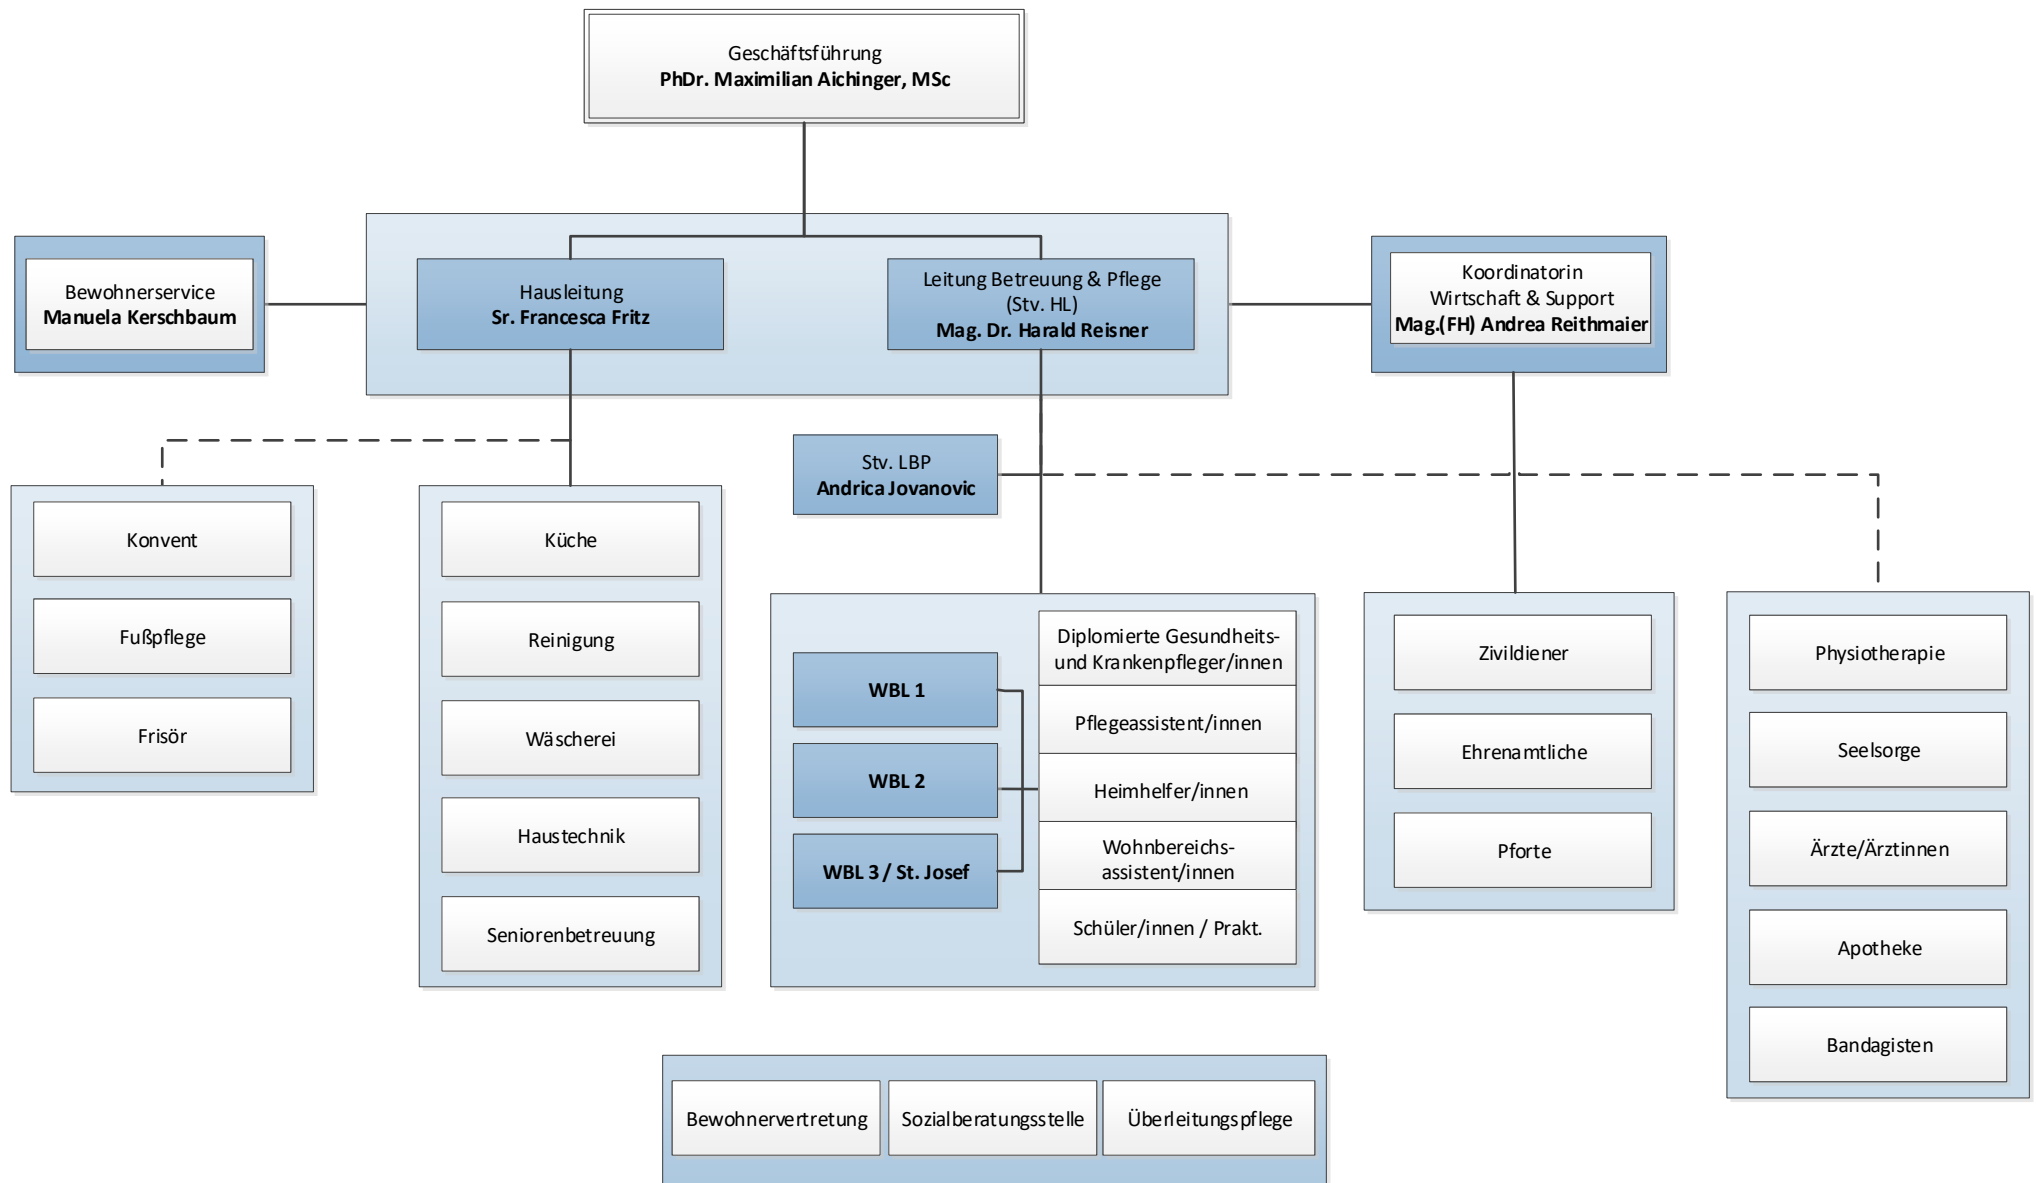 Geschäftsführung
PhDr. Maximilian Aichinger, MSc
Bewohnerservice
Manuela Kerschbaum
Hausleitung
Sr. Francesca Fritz
Leitung Betreuung & Pflege
(Stv. HL)
Mag. Dr. Harald Reisner
Koordinatorin
Wirtschaft & Support
Mag.(FH) Andrea Reithmaier
Stv. LBP
Andrica Jovanovic
Konvent
Fußpflege
Frisör
Küche
Reinigung
Wäscherei
Haustechnik
Seniorenbetreuung
WBL 1
WBL 2
WBL 3 / St. Josef
Diplomierte Gesundheits-
und Krankenpfleger/innen
Pflegeassistent/innen
Heimhelfer/innen
Wohnbereichs-
assistent/innen
Schüler/innen / Prakt.
Zivildiener
Ehrenamtliche
Pforte
Physiotherapie
Seelsorge
Ärzte/Ärztinnen
Apotheke
Bandagisten
Bewohnervertretung
Sozialberatungsstelle
Überleitungspflege